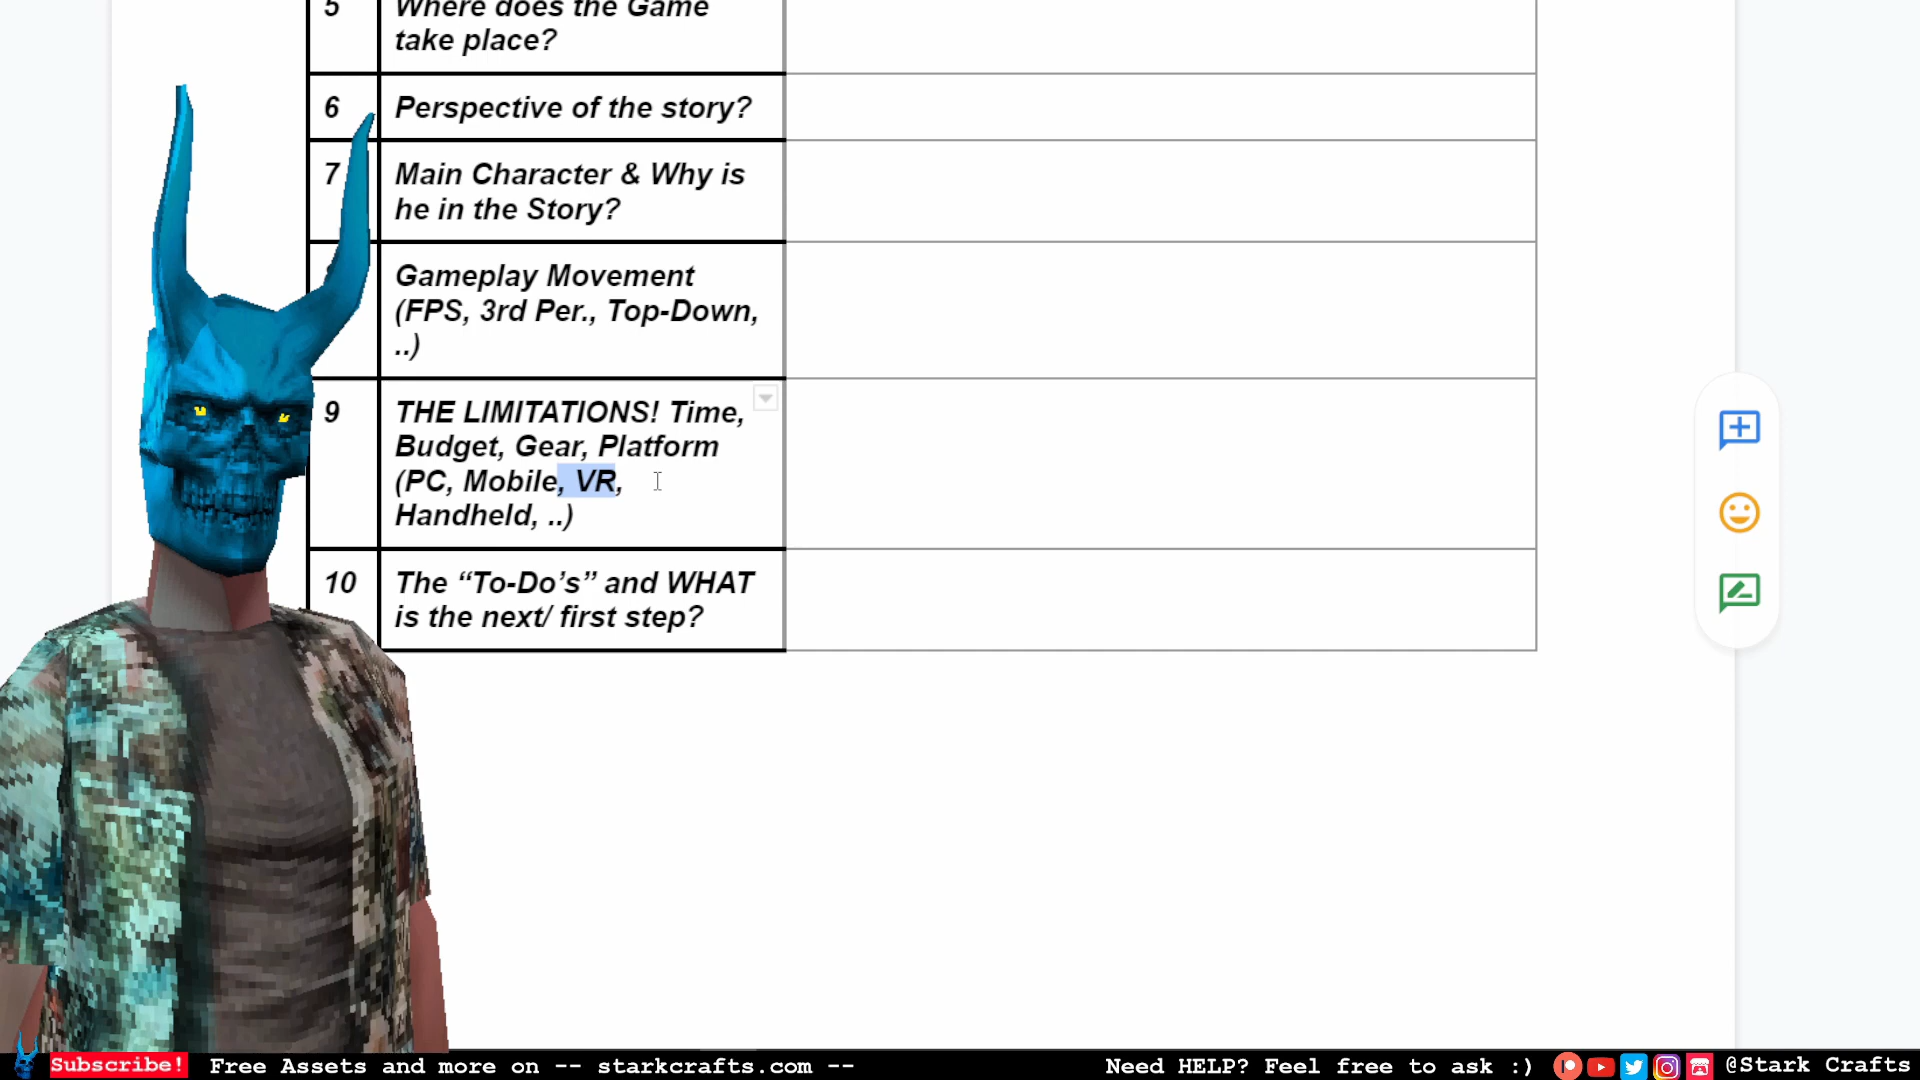 5
Where does the Game
take place?
6
Perspective of the story?
7
Main Character & Why is
he in the Story?
Gameplay Movement
(FPS, 3rd Per., Top-Down,
..)
9
THE LIMITATIONS! Time,
Budget, Gear, Platform
(PC, Mobile, VR,
Handheld, ..)
10
The “To-Do’s” and WHAT
is the next/ first step?
Subscribe! Free Assets and more on -- starkcrafts.com -- Need HELP? Feel free to ask :) @Stark Crafts